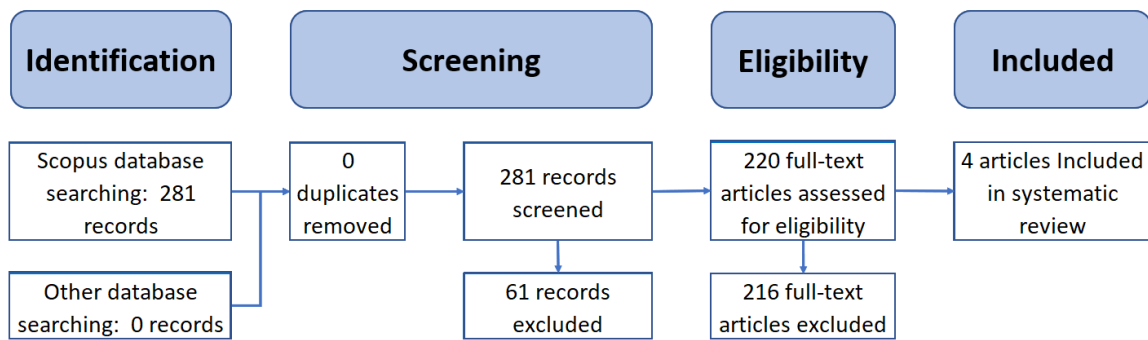 Identification
Screening
Eligibility
Included
Scopus database
searching:  281
records
0
duplicates
removed
281 records
screened
220 full-text
articles assessed
for eligibility
4 articles Included
in systematic
review
Other database
searching:  0 records
61 records
excluded
216 full-text
articles excluded